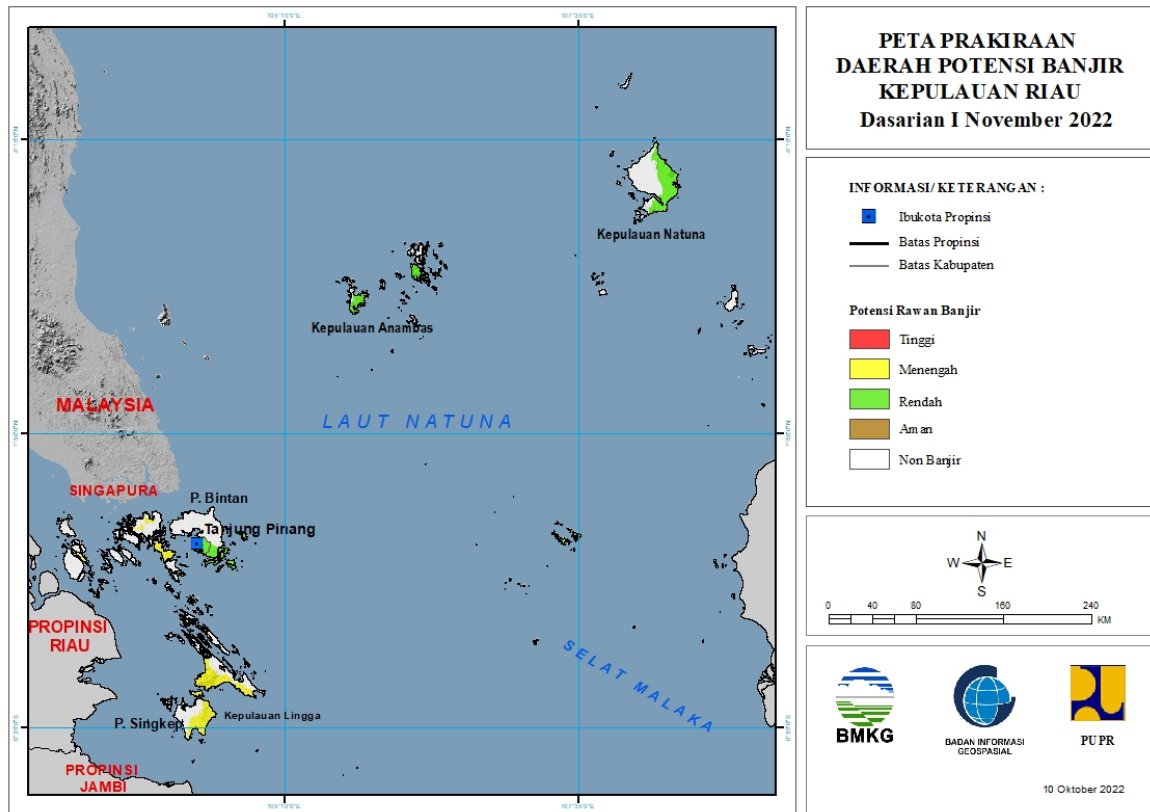 PETA PRAKIRAAN
DAERAH POTENSI BANJIR
KEPULAUAN RIAU
Dasarian I November 2022
INFORMASI/ KETERANGAN :
Ibukota Propinsi
Batas Propinsi
Batas Kabupaten
Potensi Rawan Banjir
Tinggi
Menengah
Rendah
Aman
Non Banjir
N
W E
S
0 40 80 160 240
KM
BMKG
BADAN INFORMASI
GEOSPASIAL
PUPR
10 Oktober 2022
Kepulauan Natuna
Kepulauan Anambas
MALAYSIA
LAUT NATUNA
SINGAPURA
P. Bintan
Tanjung Pinang
PROPINSI
RIAU
SELAT MALAKA
P. Singkep
Kepulauan Lingga
PROPINSI
JAMBI